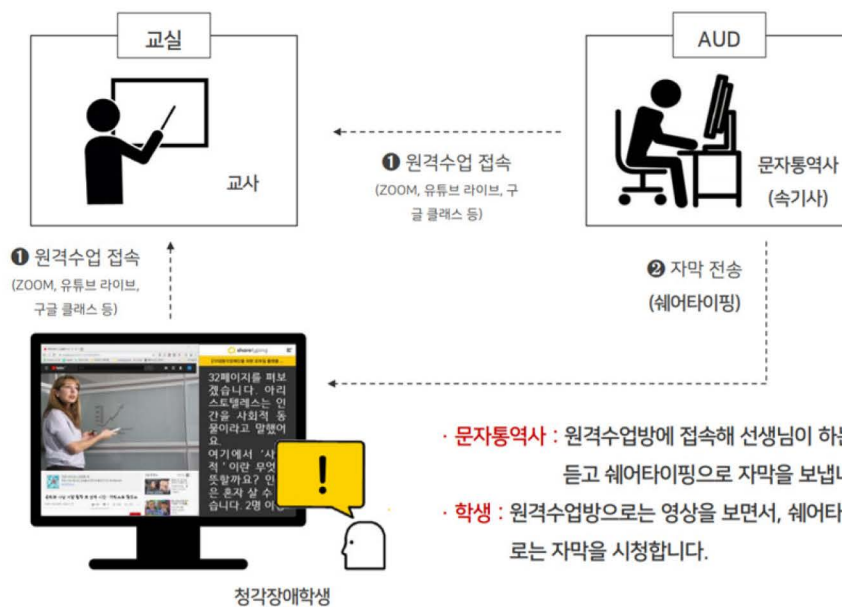 교실
교사
AUD
문자통역사
(속기사)
❶ 원격수업 접속
(ZOOM, 유튜브 라이브, 구
글 클래스 등)
❶ 원격수업 접속
(ZOOM, 유튜브 라이브,
구글 클래스 등)
❷ 자막 전송
(쉐어타이핑)
sharetyping
32페이지를 펴보
겠습니다. 아리
스토텔레스는 인
간을 사회적 동
물이라고 말했어
요.
여기에서 '사
적'이란 무엇
뜻할까요? 인
은 혼자 살 수
습니다. 2명 이
!
청각장애학생
· 문자통역사 : 원격수업방에 접속해 선생님이 하는
듣고 쉐어타이핑으로 자막을 보냅니
· 학생 : 원격수업방으로는 영상을 보면서, 쉐어타
로는 자막을 시청합니다.